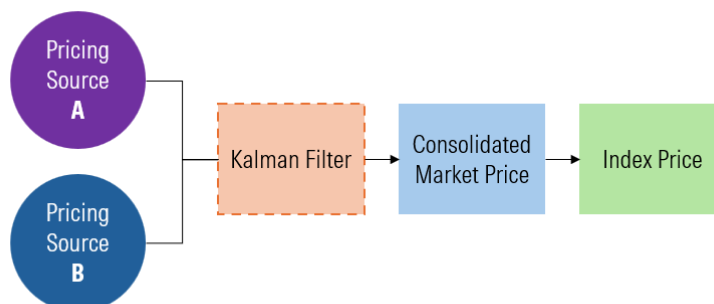 Pricing
Source
A
Pricing
Source
B
Kalman Filter
Consolidated
Market Price
Index Price